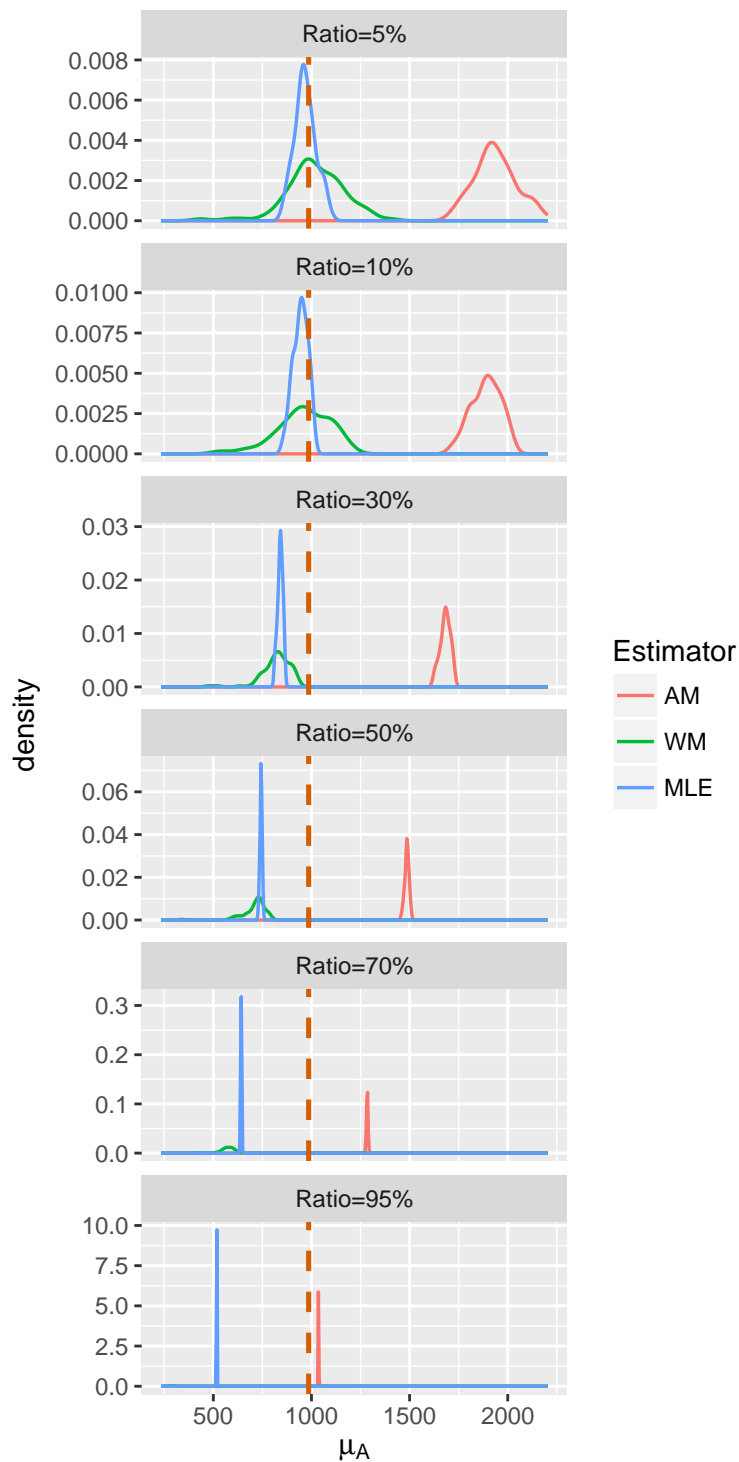 Ratio=5%
0.008
0.006
0.004
0.002
0.000
Ratio=10%
0.0100
0.0075
0.0050
0.0025
0.0000
Ratio=30%
0.03
0.02
0.01
0.00
Ratio=50%
0.06
0.04
0.02
0.00
Ratio=70%
0.3
0.2
0.1
0.0
Ratio=95%
10.0
7.5
5.0
2.5
0.0
500 1000 1500 2000
μA
density
Estimator
AM
WM
MLE